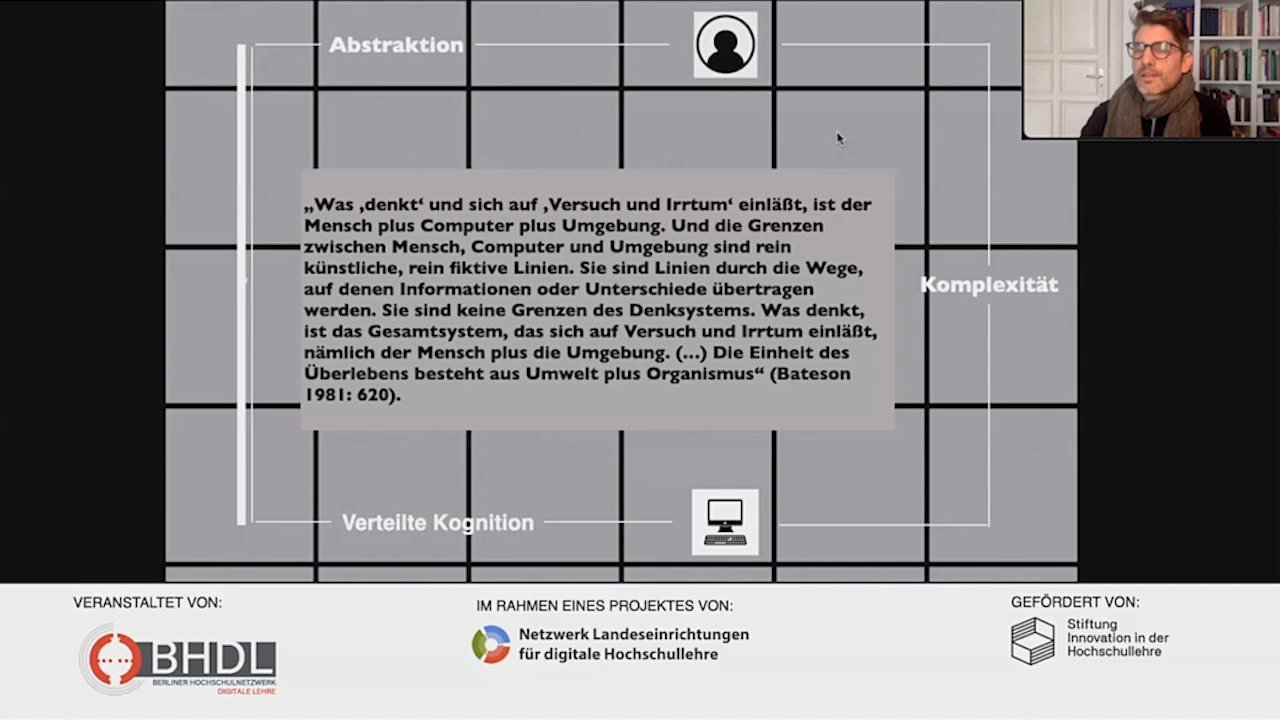 Abstraktion
„Was ‚denkt‘ und sich auf ‚Versuch und Irrtum‘ einläßt, ist der
Mensch plus Computer plus Umgebung. Und die Grenzen
zwischen Mensch, Computer und Umgebung sind rein
künstliche, rein fiktive Linien. Sie sind Linien durch die Wege,
auf denen Informationen oder Unterschiede übertragen
werden. Sie sind keine Grenzen des Denksystems. Was denkt,
ist das Gesamtsystem, das sich auf Versuch und Irrtum einläßt,
nämlich der Mensch plus die Umgebung. (...) Die Einheit des
Überlebens besteht aus Umwelt plus Organismus“ (Bateson
1981: 620).
Komplexität
Verteilte Kognition
VERANSTALTET VON:
BHDL
BERLINER HOCHSCHULNETZWERK
DIGITALE LEHRE
IM RAHMEN EINES PROJEKTES VON:
Netzwerk Landeseinrichtungen
für digitale Hochschullehre
GEFÖRDERT VON:
Stiftung
Innovation in der
Hochschullehre